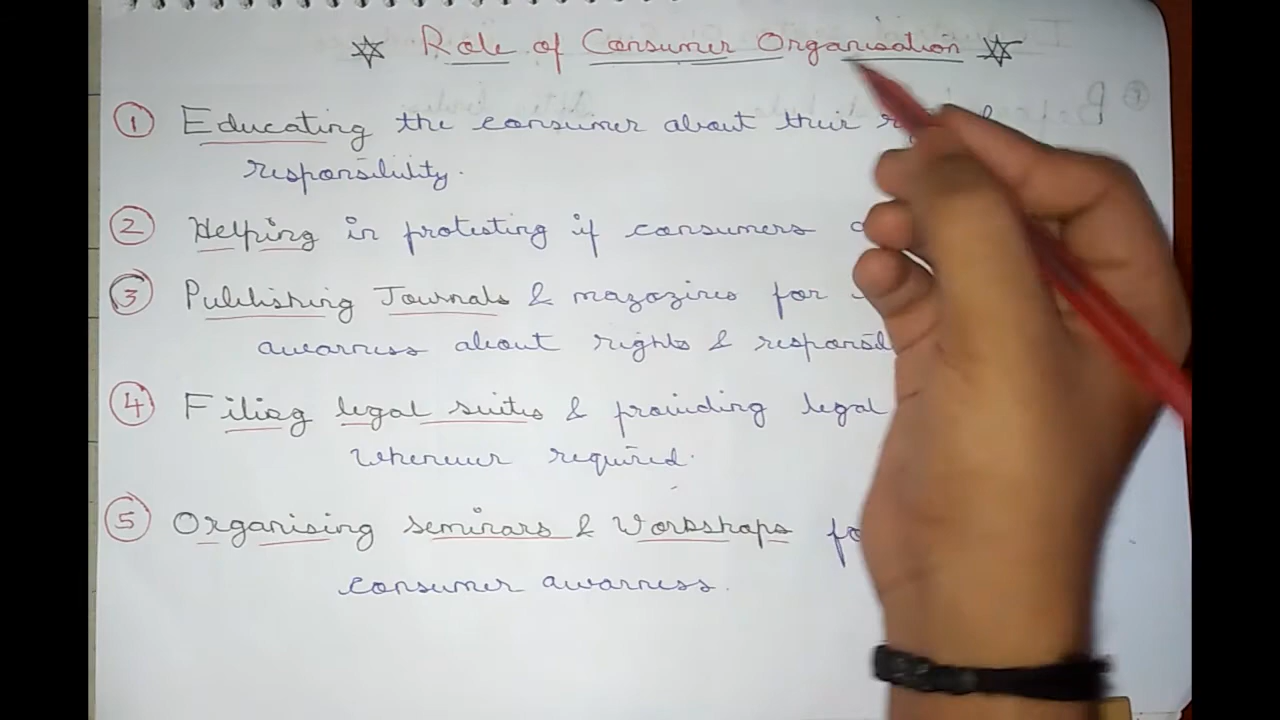 Role of Consumer Organisation
① Educating the consumer about their &
responsibility.
② Helping in protesting if consumers
③ Publishing Journals & magazines for
awarness about rights &
④ Filing legal suits & providing legal
wherever required.
⑤ Organising seminars & Workshops
consumer awarness.